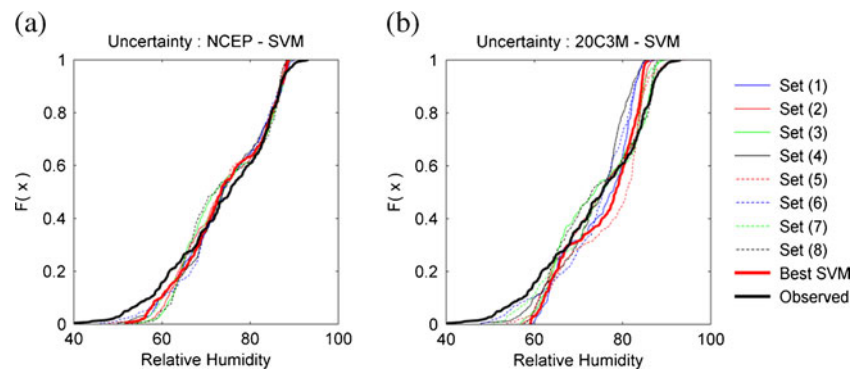 (a)
Uncertainty : NCEP - SVM
1
0.8
0.6
0.4
0.2
0
F( x )
40 60 80 100
Relative Humidity
(b)
Uncertainty : 20C3M - SVM
1
0.8
0.6
0.4
0.2
0
F( x )
40 60 80 100
Relative Humidity
Set (1)
Set (2)
Set (3)
Set (4)
Set (5)
Set (6)
Set (7)
Set (8)
Best SVM
Observed